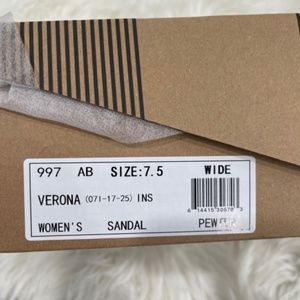 997 AB SIZE:7.5 WIDE
VERONA (071-17-25) INS
WOMEN'S SANDAL